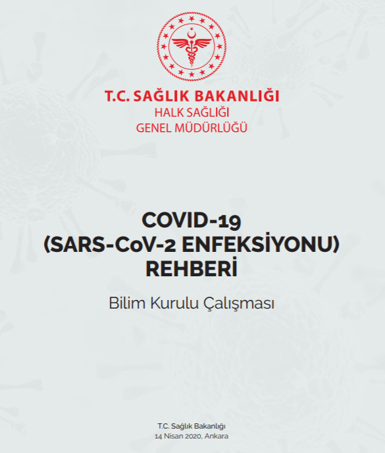 T.C. SAĞLIK BAKANLIĞI
HALK SAĞLIĞI
GENEL MÜDÜRLÜĞÜ
COVID-19
(SARS-CoV-2 ENFEKSİYONU)
REHBERİ
Bilim Kurulu Çalışması
T.C. Sağlık Bakanlığı
14 Nisan 2020, Ankara